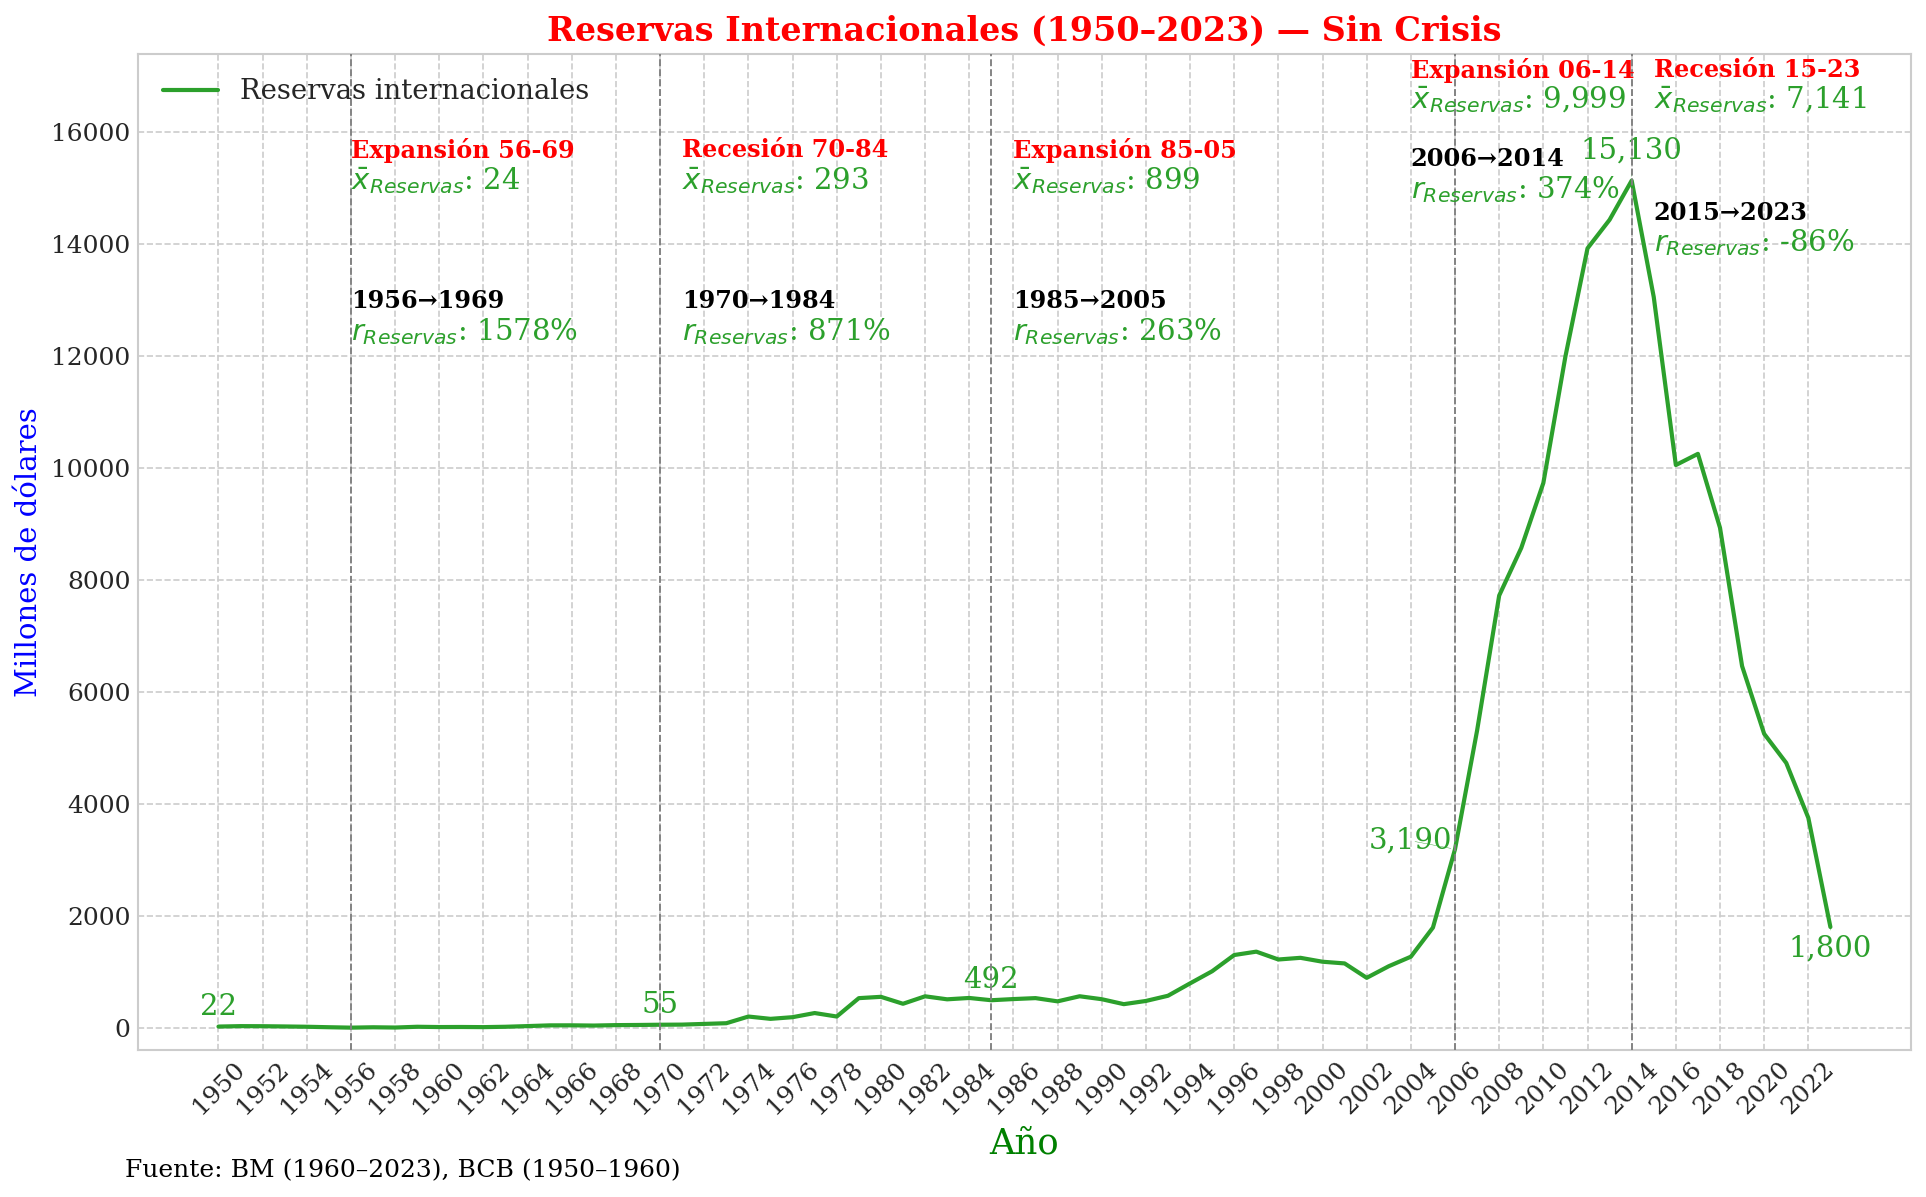 Reservas Internacionales (1950–2023) — Sin Crisis
Reservas internacionales
Expansión 56-69
x̄Reservas: 24
1956→1969
rReservas: 1578%
Recesión 70-84
x̄Reservas: 293
1970→1984
rReservas: 871%
Expansión 85-05
x̄Reservas: 899
1985→2005
rReservas: 263%
Expansión 06-14
x̄Reservas: 9,999
2006→2014
rReservas: 374%
Recesión 15-23
x̄Reservas: 7,141
2015→2023
rReservas: -86%
15,130
3,190
1,800
492
55
22
Millones de dólares
16000
14000
12000
10000
8000
6000
4000
2000
0
1950
1952
1954
1956
1958
1960
1962
1964
1966
1968
1970
1972
1974
1976
1978
1980
1982
1984
1986
1988
1990
1992
1994
1996
1998
2000
2002
2004
2006
2008
2010
2012
2014
2016
2018
2020
2022
Año
Fuente: BM (1960–2023), BCB (1950–1960)